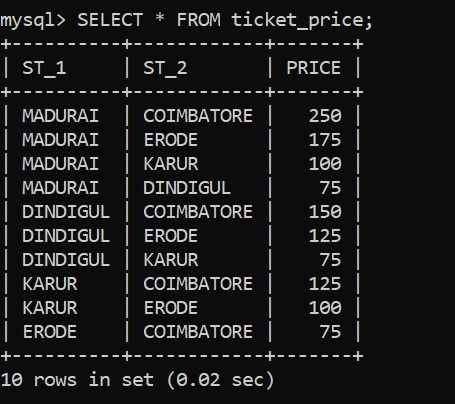 mysql> SELECT * FROM ticket_price;
+----------+------------+-------+
| ST_1     | ST_2       | PRICE |
+----------+------------+-------+
| MADURAI  | COIMBATORE |   250 |
| MADURAI  | ERODE      |   175 |
| MADURAI  | KARUR      |   100 |
| MADURAI  | DINDIGUL   |    75 |
| DINDIGUL | COIMBATORE |   150 |
| DINDIGUL | ERODE      |   125 |
| DINDIGUL | KARUR      |    75 |
| KARUR    | COIMBATORE |   125 |
| KARUR    | ERODE      |   100 |
| ERODE    | COIMBATORE |    75 |
+----------+------------+-------+
10 rows in set (0.02 sec)